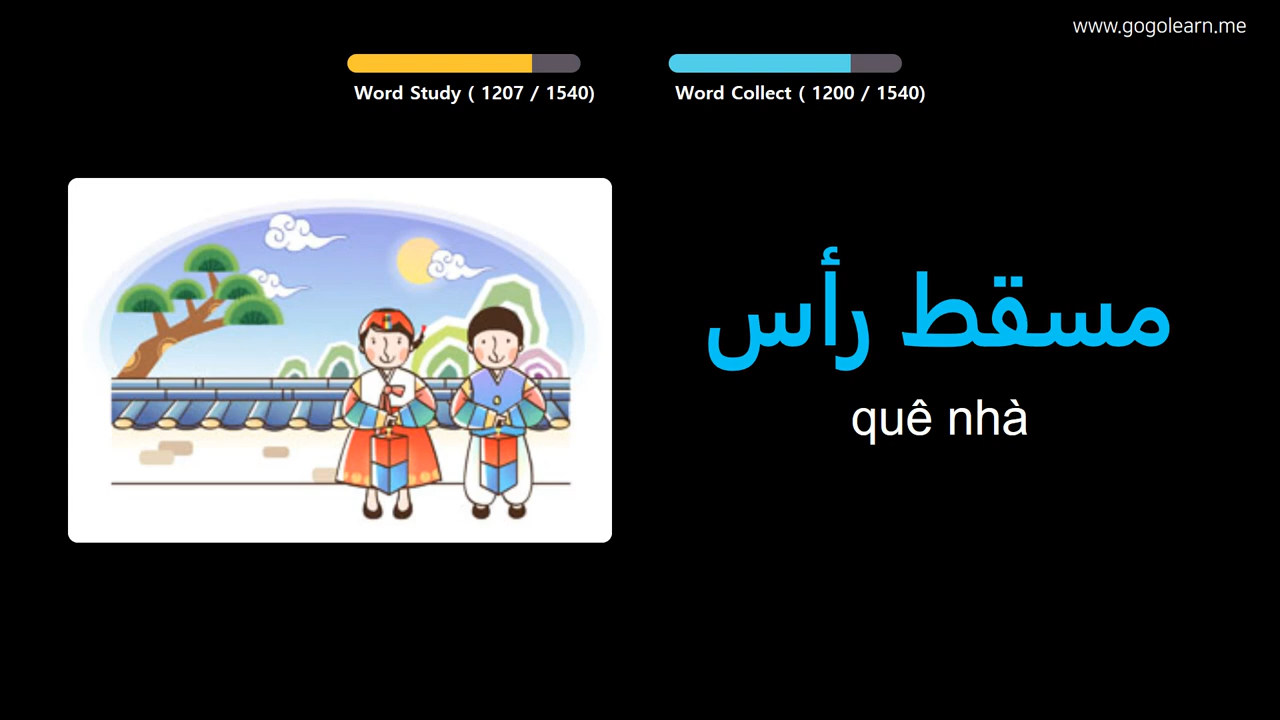 www.gogolearn.me
Word Study ( 1207 / 1540)
Word Collect ( 1200 / 1540)
مسقط رأس
quê nhà